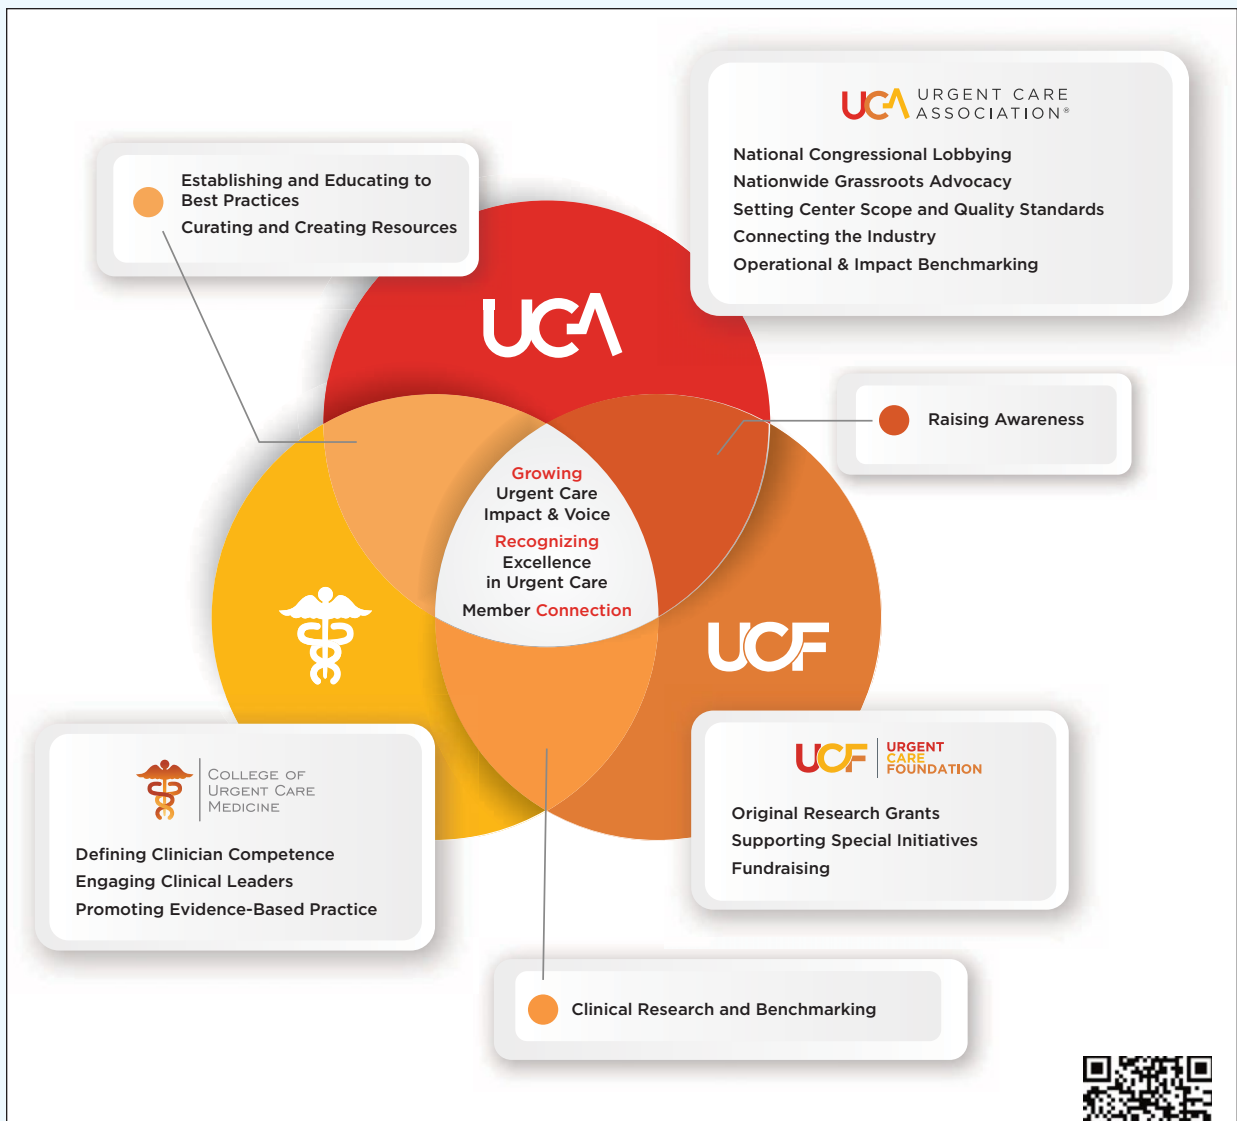 UCA URGENT CARE
ASSOCIATION®
National Congressional Lobbying
Nationwide Grassroots Advocacy
Setting Center Scope and Quality Standards
Connecting the Industry
Operational & Impact Benchmarking
Establishing and Educating to
Best Practices
Curating and Creating Resources
UCA
Raising Awareness
Growing
Urgent Care
Impact & Voice
Recognizing
Excellence
in Urgent Care
Member Connection
UCF
COLLEGE OF
URGENT CARE
MEDICINE
Defining Clinician Competence
Engaging Clinical Leaders
Promoting Evidence-Based Practice
UCF URGENT
CARE
FOUNDATION
Original Research Grants
Supporting Special Initiatives
Fundraising
Clinical Research and Benchmarking